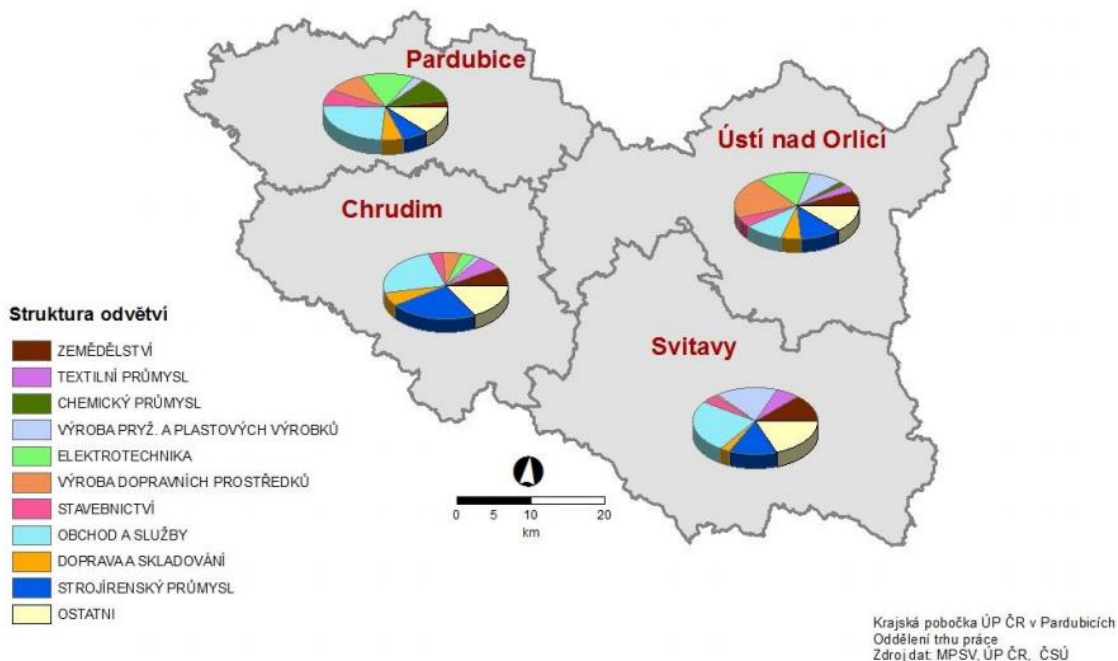 Pardubice
Ústí nad Orlicí
Chrudim
Svitavy
Struktura odvětví
ZEMĚDĚLSTVÍ
TEXTILNÍ PRŮMYSL
CHEMICKÝ PRŮMYSL
VÝROBA PRYŽ. A PLASTOVÝCH VÝROBKŮ
ELEKTROTECHNIKA
VÝROBA DOPRAVNÍCH PROSTŘEDKŮ
STAVEBNICTVÍ
OBCHOD A SLUŽBY
DOPRAVA A SKLADOVÁNÍ
STROJÍRENSKÝ PRŮMYSL
OSTATNI
0 5 10 20
km
Krajská pobočka ÚP ČR v Pardubicích
Oddělení trhu práce
Zdroj dat: MPSV, ÚP ČR, ČSÚ